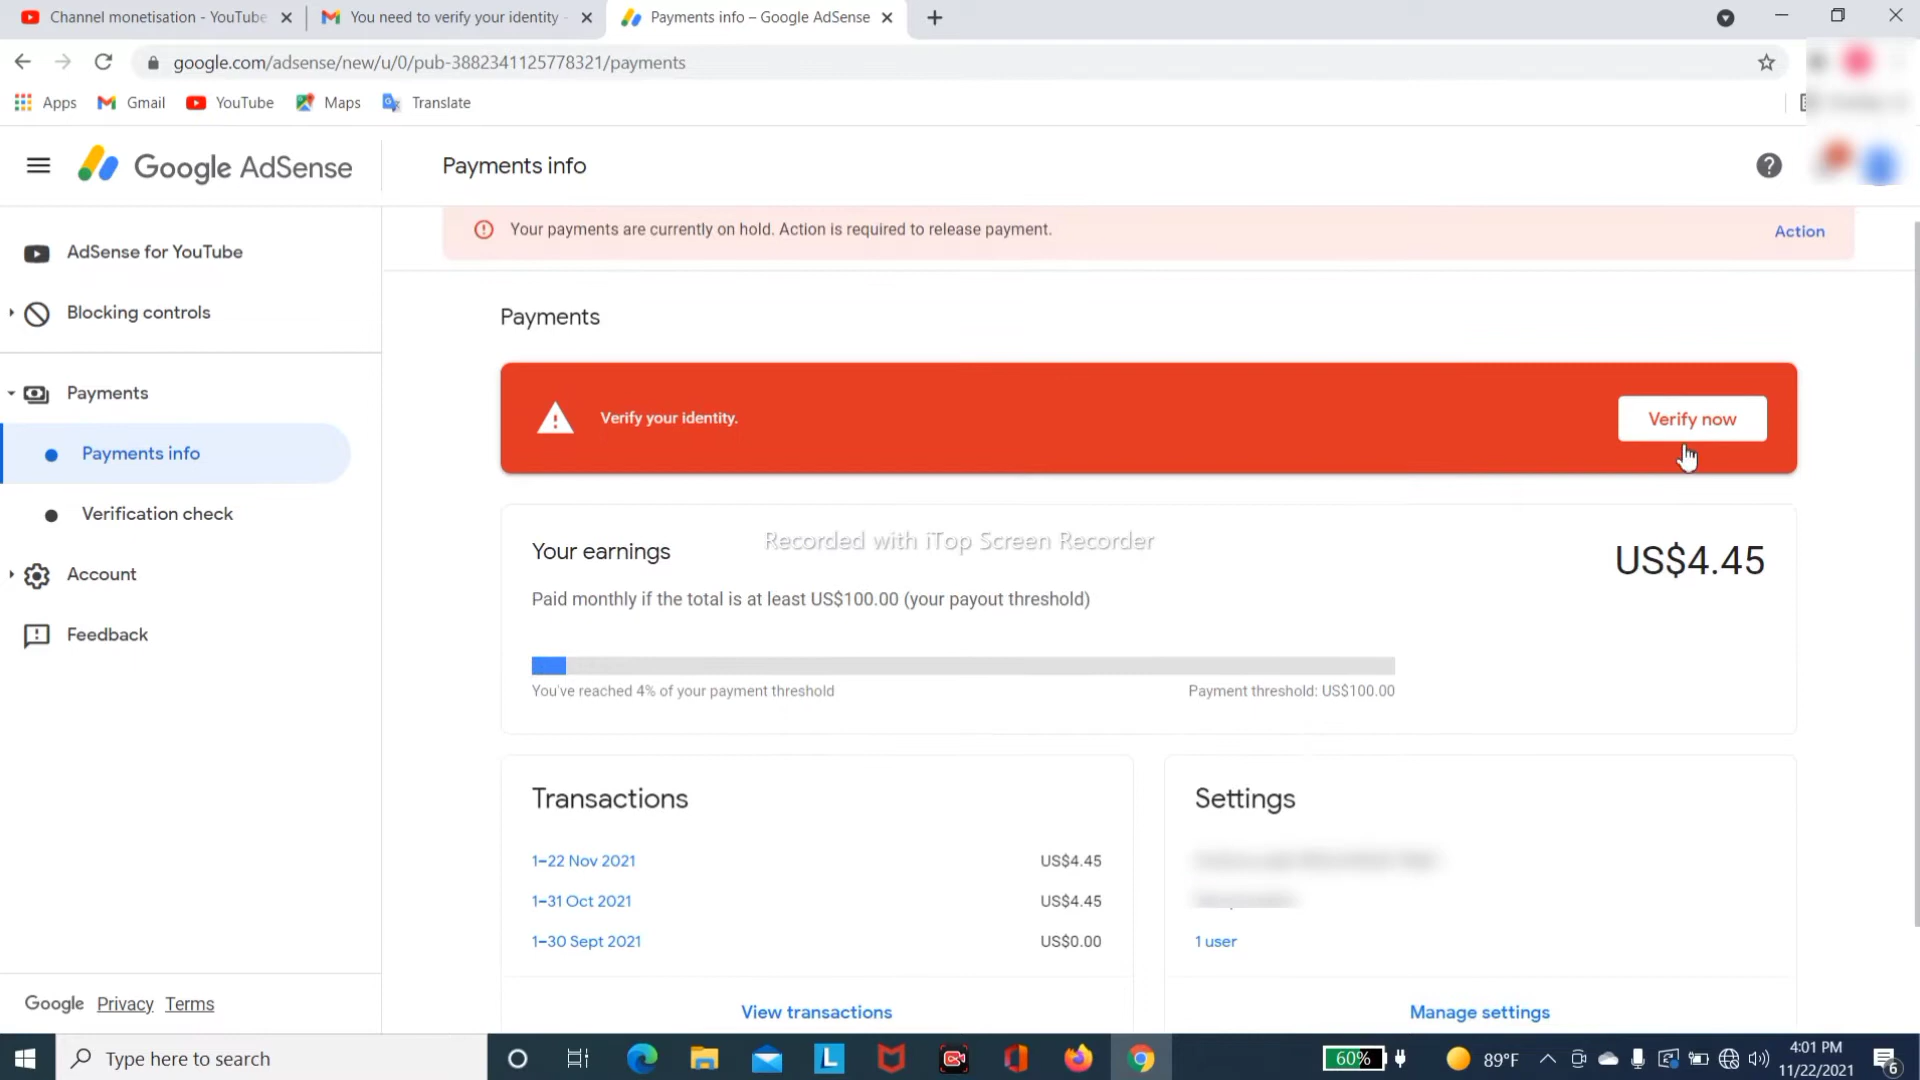 Channel monetisation - YouTube
You need to verify your identity -
Payments info – Google AdSense
google.com/adsense/new/u/0/pub-3882341125778321/payments
Apps
Gmail
YouTube
Maps
Translate
Google AdSense
Payments info
Your payments are currently on hold. Action is required to release payment.
Action
AdSense for YouTube
Blocking controls
Payments
Payments info
Verification check
Account
Feedback
Payments
Verify your identity.
Verify now
Recorded with iTop Screen Recorder
Your earnings
US$4.45
Paid monthly if the total is at least US$100.00 (your payout threshold)
You've reached 4% of your payment threshold
Payment threshold: US$100.00
Transactions
1–22 Nov 2021 US$4.45
1–31 Oct 2021 US$4.45
1–30 Sept 2021 US$0.00
View transactions
Settings
1 user
Manage settings
Google Privacy Terms
Type here to search
L
60%
89°F
4:01 PM
11/22/2021
6